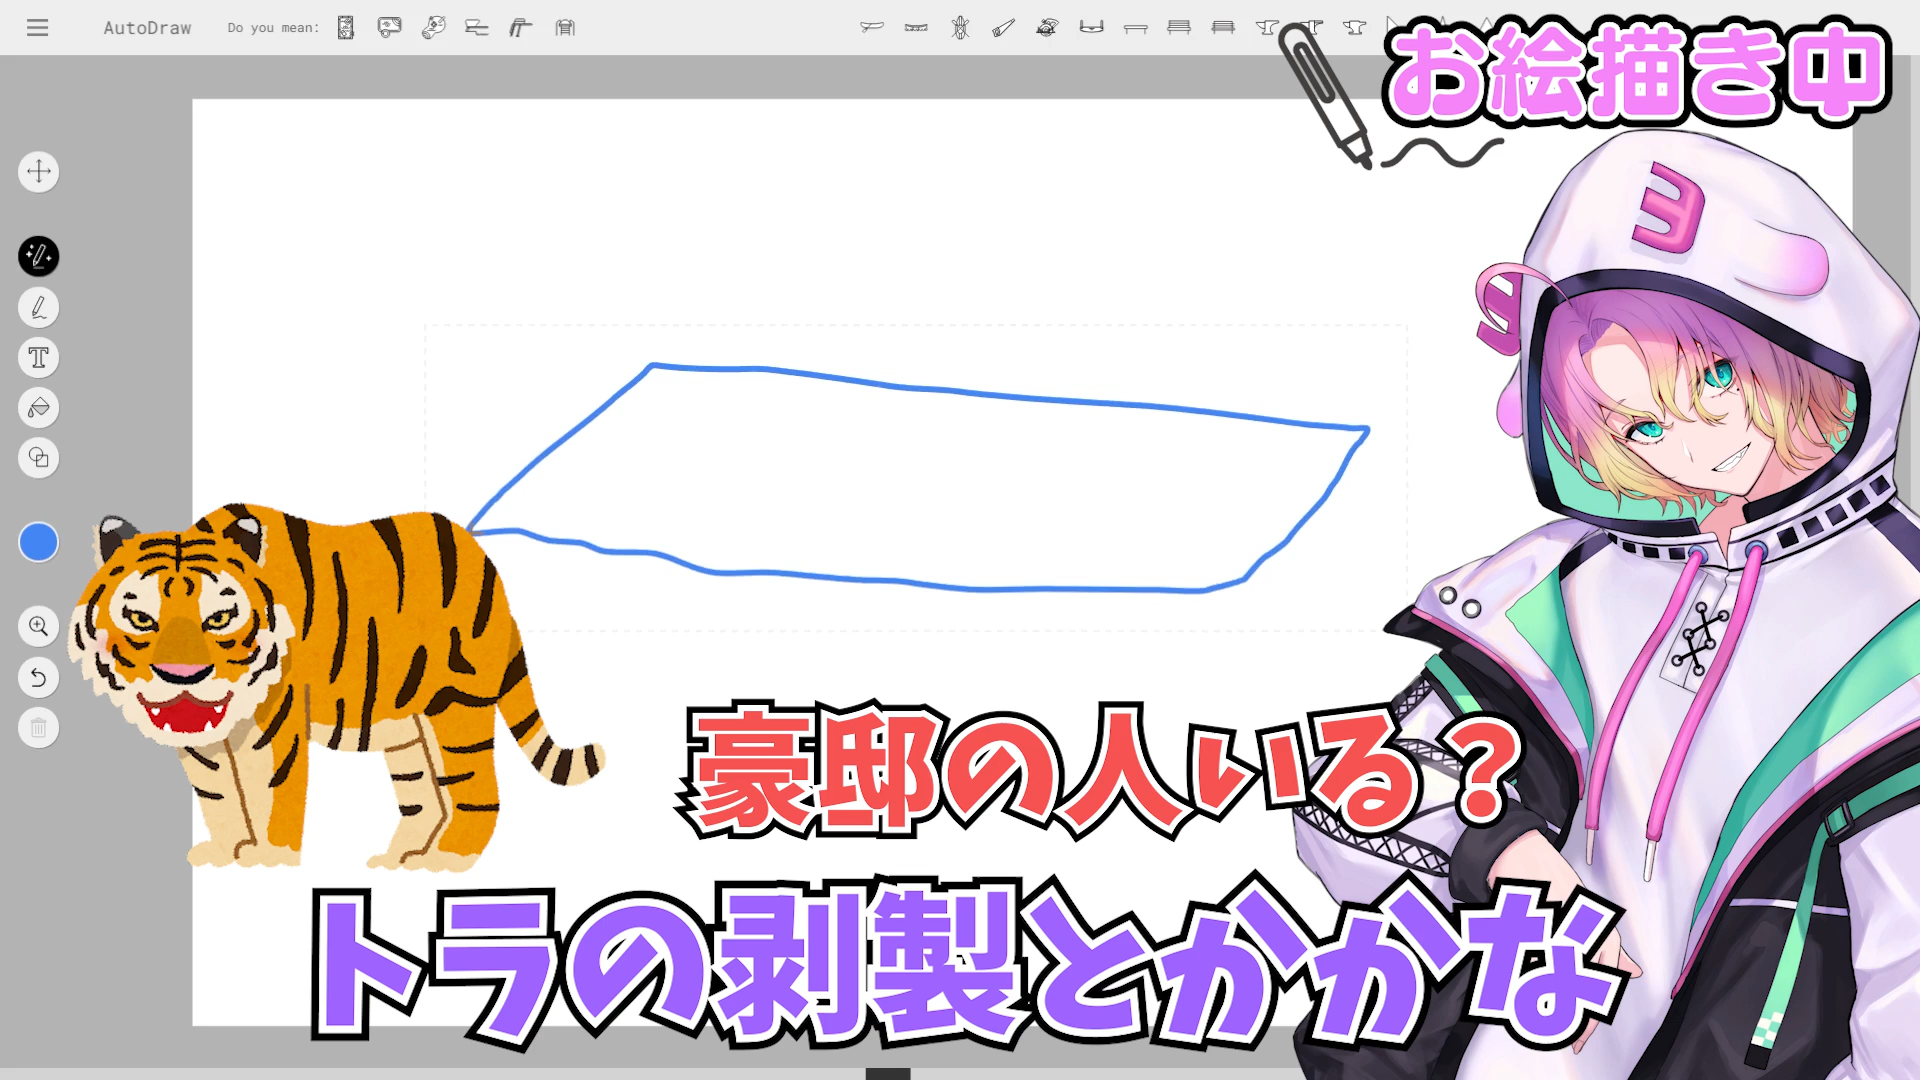 AutoDraw
Do you mean:
お絵描き中
ヨ
豪邸の人いる？
トラの剥製とかかな